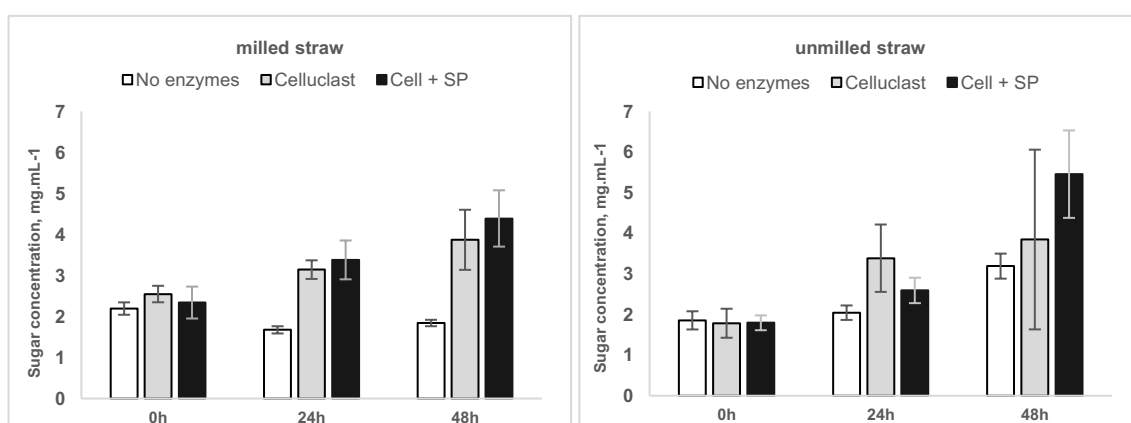 milled straw
No enzymes Celluclast Cell + SP
7
6
5
4
3
2
1
0
Sugar concentration, mg.mL-1
0h 24h 48h
unmilled straw
No enzymes Celluclast Cell + SP
7
6
5
4
3
2
1
0
Sugar concentration, mg.mL-1
0h 24h 48h